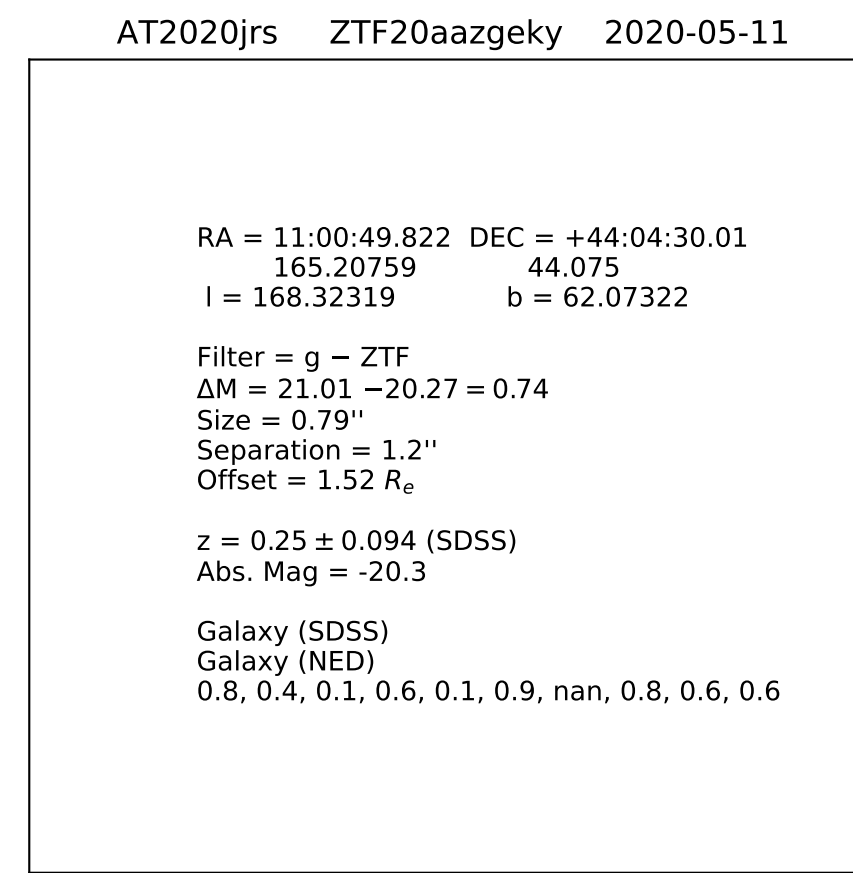 AT2020jrs ZTF20aazgeky 2020-05-11
RA = 11:00:49.822 DEC = +44:04:30.01
165.20759 44.075
l = 168.32319 b = 62.07322
Filter = g − ZTF
ΔM = 21.01 −20.27 = 0.74
Size = 0.79''
Separation = 1.2''
Offset = 1.52 Rₑ
z = 0.25 ± 0.094 (SDSS)
Abs. Mag = -20.3
Galaxy (SDSS)
Galaxy (NED)
0.8, 0.4, 0.1, 0.6, 0.1, 0.9, nan, 0.8, 0.6, 0.6